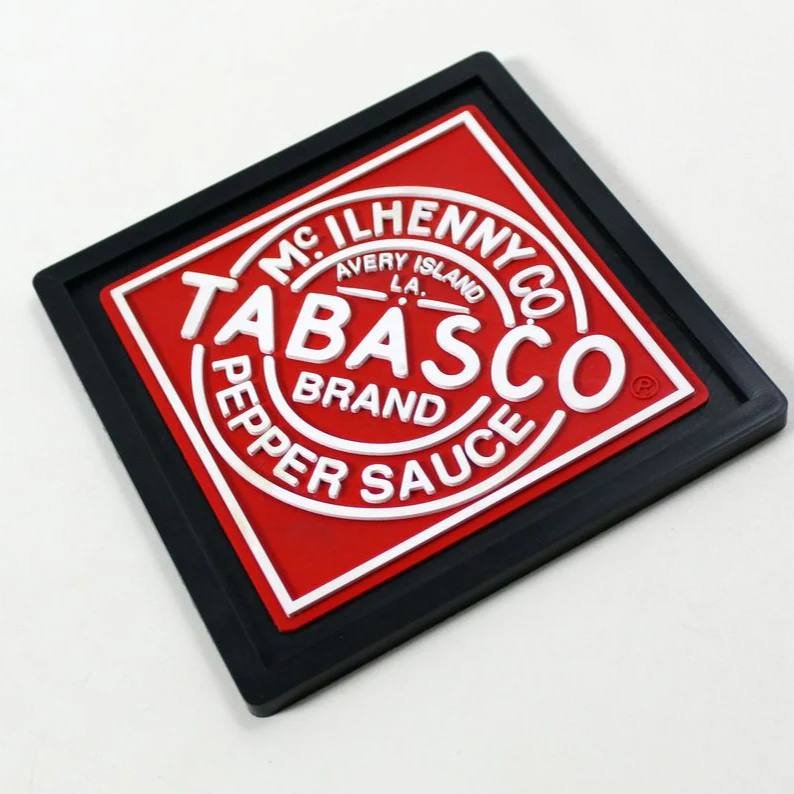 Mc. ILHENNY CO.
AVERY ISLAND
LA.
TABASCO
®
BRAND
PEPPER SAUCE